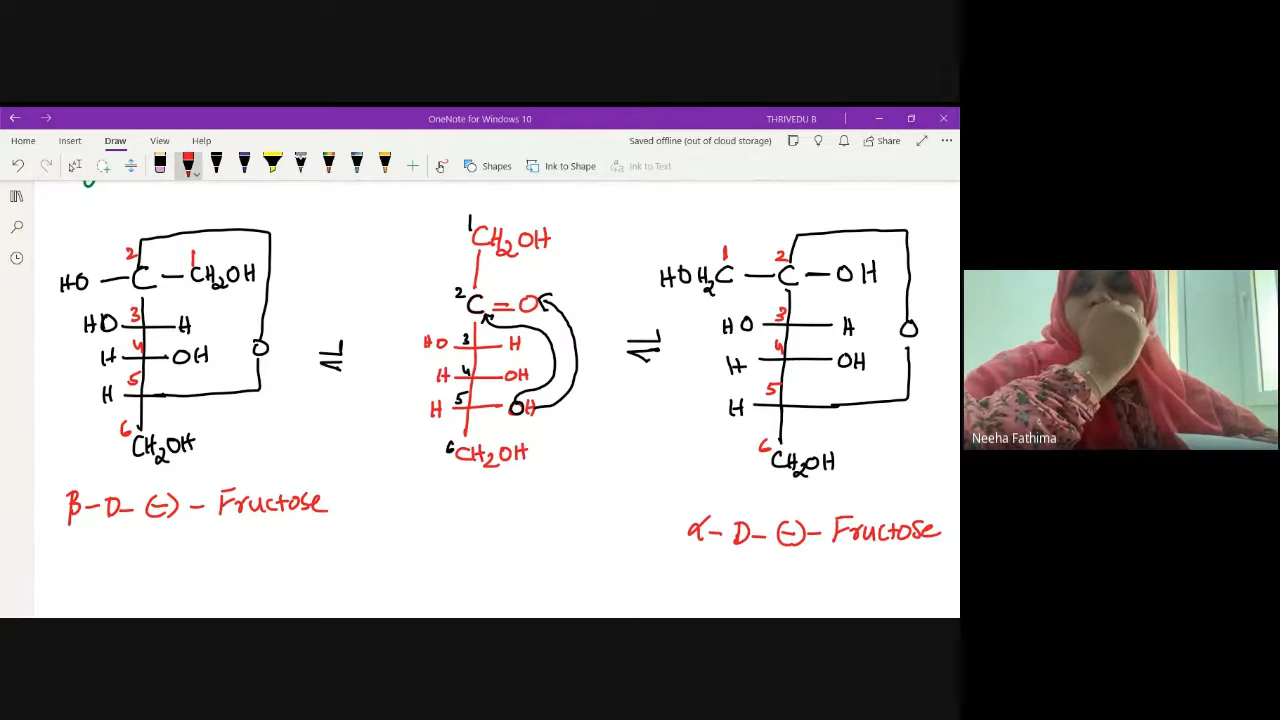 OneNote for Windows 10
THRIVEDU B
Home Insert Draw View Help
Saved offline (out of cloud storage)
Share
Shapes
Ink to Shape
Ink to Text
2 1
HO C CH2OH
3
HO H
4
H OH
O
5
H
6
CH2OH
β-D-(-)-Fructose
⇌
1
CH2OH
2
C=O
HO 3 H
H 4 OH
H 5 OH
6
CH2OH
⇌
1 2
HOH2C C OH
3
HO H
O
4
H OH
5
H
6
CH2OH
α-D-(-)-Fructose
Neeha Fathima